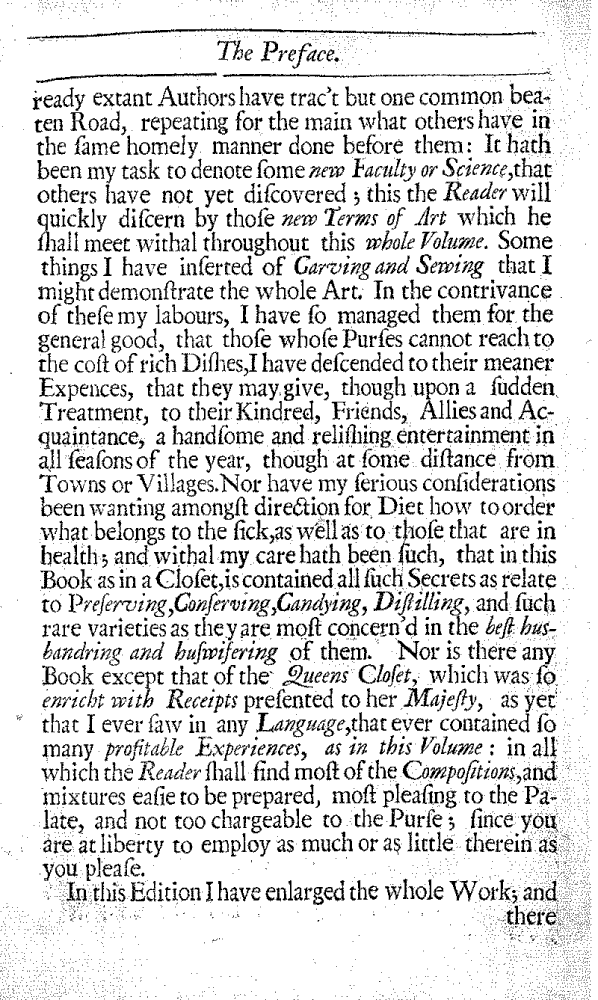 The Preface.
ready extant Authors have trac't but one common bea-
ten Road, repeating for the main what others have in
the ſame homely manner done before them: It hath
been my task to denote ſome new Faculty or Science,that
others have not yet diſcovered ; this the Reader will
quickly diſcern by thoſe new Terms of Art which he
ſhall meet withal throughout this whole Volume. Some
things I have inſerted of Carving and Sewing that I
might demonſtrate the whole Art. In the contrivance
of theſe my labours, I have ſo managed them for the
general good, that thoſe whoſe Purſes cannot reach to
the coſt of rich Diſhes,I have deſcended to their meaner
Expences, that they may give, though upon a ſudden
Treatment, to their Kindred, Friends, Allies and Ac-
quaintance, a handſome and reliſhing entertainment in
all ſeaſons of the year, though at ſome diſtance from
Towns or Villages.Nor have my ſerious conſiderations
been wanting amongſt direction for Diet how to order
what belongs to the ſick,as well as to thoſe that are in
health ; and withal my care hath been ſuch, that in this
Book as in a Cloſet,is contained all ſuch Secrets as relate
to Preſerving,Conſerving,Candying, Diſtilling, and ſuch
rare varieties as they are moſt concern'd in the beſt huſ-
bandring and huſwifering of them. Nor is there any
Book except that of the Queens Cloſet, which was ſo
enricht with Receipts preſented to her Majeſty, as yet
that I ever ſaw in any Language,that ever contained ſo
many profitable Experiences, as in this Volume : in all
which the Reader ſhall find moſt of the Compoſitions,and
mixtures eaſie to be prepared, moſt pleaſing to the Pa-
late, and not too chargeable to the Purſe ; ſince you
are at liberty to employ as much or as little therein as
you pleaſe.
In this Edition I have enlarged the whole Work; and
there